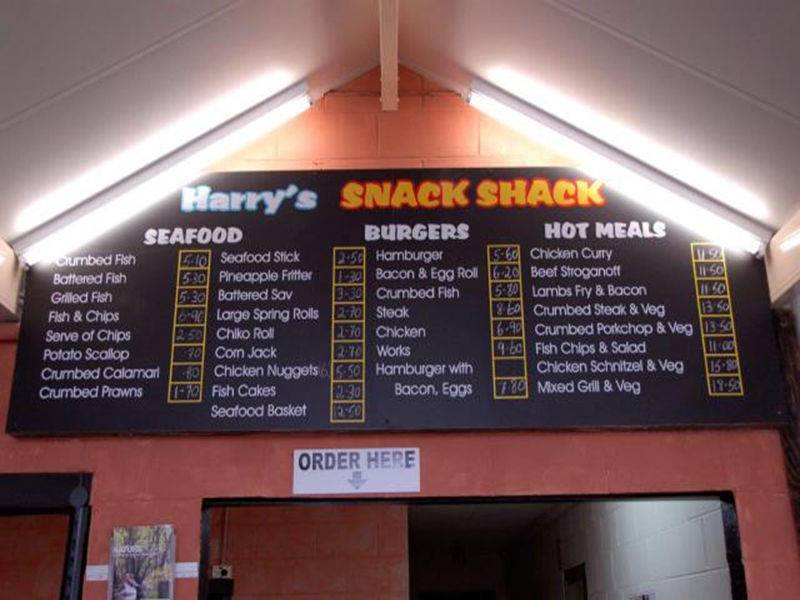 Harry's SNACK SHACK
SEAFOOD
Crumbed Fish 5.10
Battered Fish 5.30
Grilled Fish 5.30
Fish & Chips 6.90
Serve of Chips 2.50
Potato Scallop .70
Crumbed Calamari .80
Crumbed Prawns 1.70
Seafood Stick 2.50
Pineapple Fritter 1.30
Battered Sav 3.30
Large Spring Rolls 2.70
Chiko Roll 2.70
Corn Jack 2.70
Chicken Nuggets 6 5.50
Fish Cakes 2.30
Seafood Basket 12.50
BURGERS
Hamburger 5.60
Bacon & Egg Roll 6.20
Crumbed Fish 5.80
Steak 8.60
Chicken 6.90
Works 9.60
Hamburger with
Bacon, Eggs 7.80
HOT MEALS
Chicken Curry 11.50
Beef Stroganoff 11.50
Lambs Fry & Bacon 11.50
Crumbed Steak & Veg 13.50
Crumbed Porkchop & Veg 13.50
Fish Chips & Salad 11.00
Chicken Schnitzel & Veg 15.80
Mixed Grill & Veg 18.50
ORDER HERE